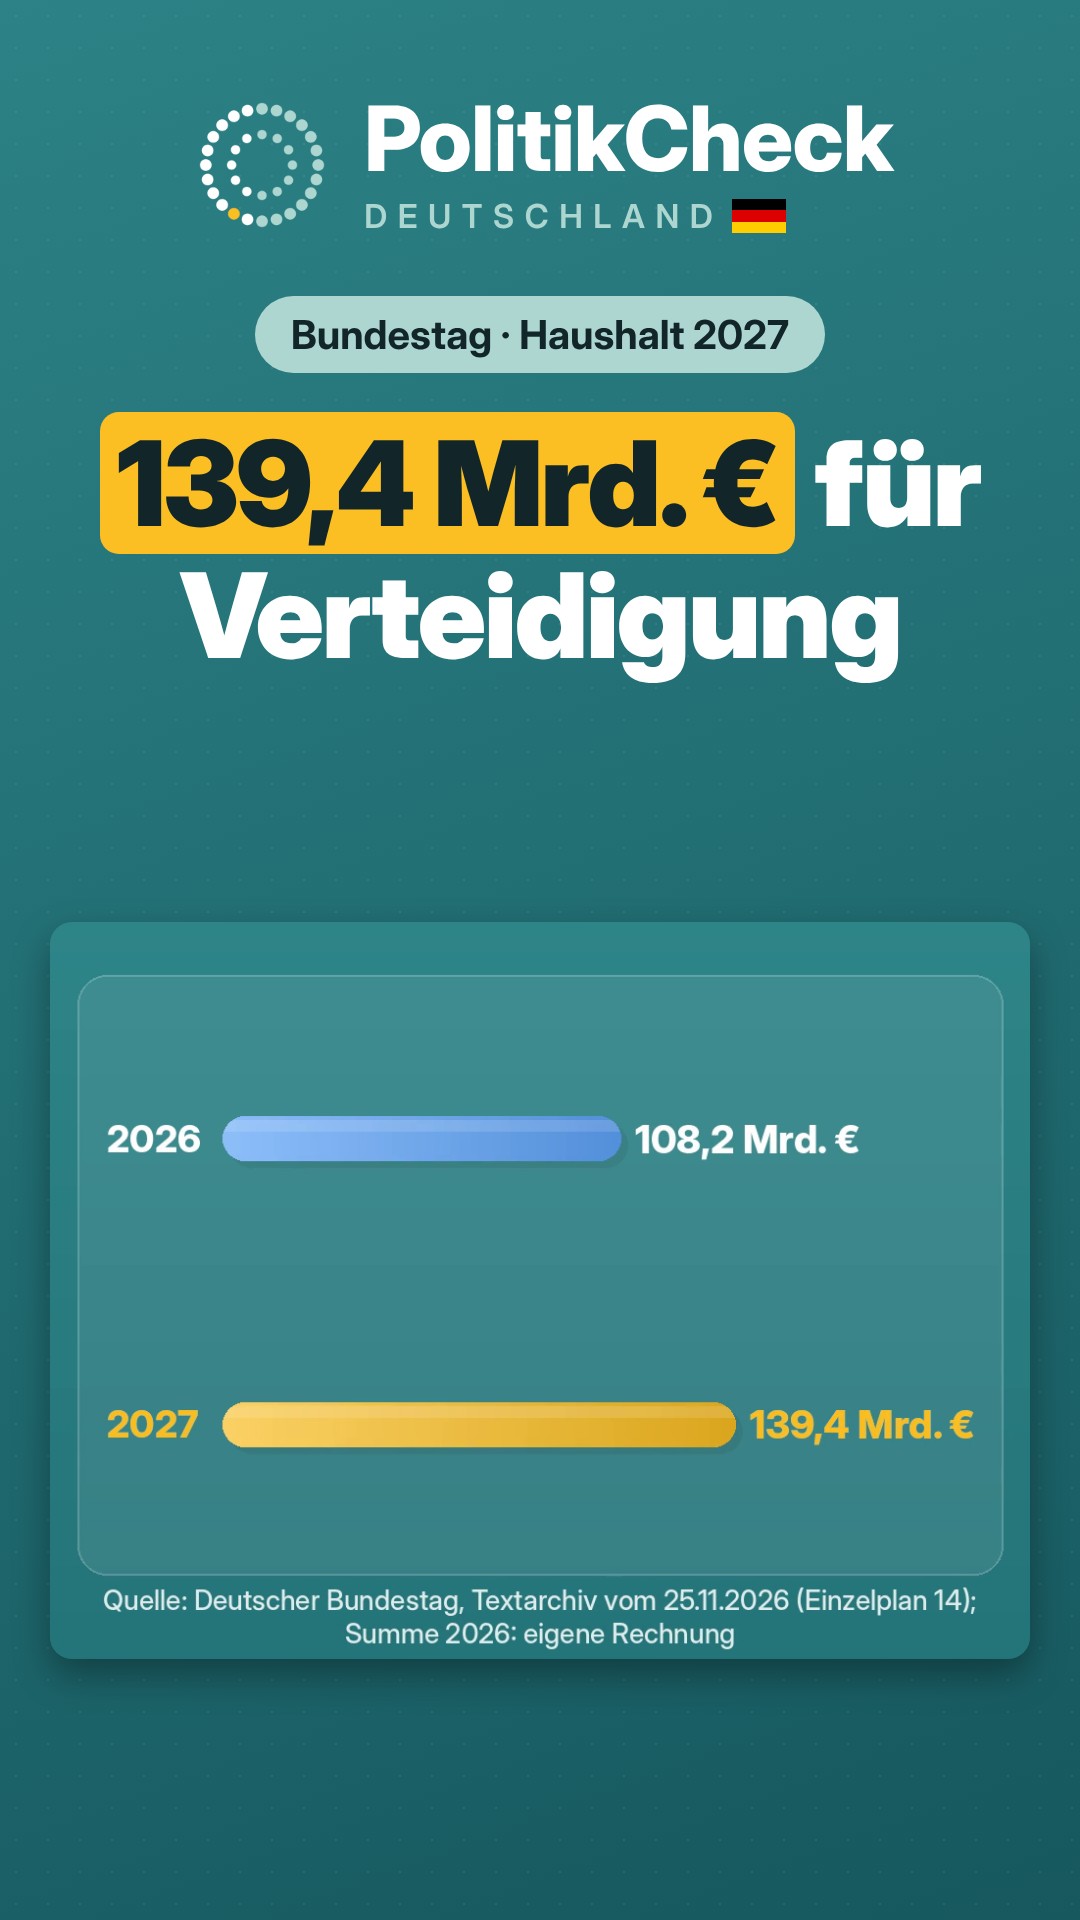 PolitikCheck
DEUTSCHLAND
Bundestag · Haushalt 2027
139,4 Mrd. € für
Verteidigung
2026 108,2 Mrd. €
2027 139,4 Mrd. €
Quelle: Deutscher Bundestag, Textarchiv vom 25.11.2026 (Einzelplan 14);
Summe 2026: eigene Rechnung